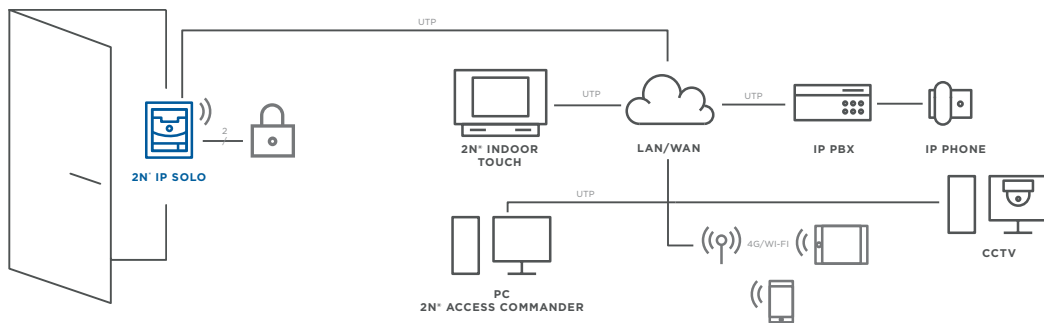 UTP
2
2N° IP SOLO
UTP
UTP
2N® INDOOR
TOUCH
LAN/WAN
IP PBX
IP PHONE
UTP
4G/WI-FI
CCTV
PC
2N® ACCESS COMMANDER